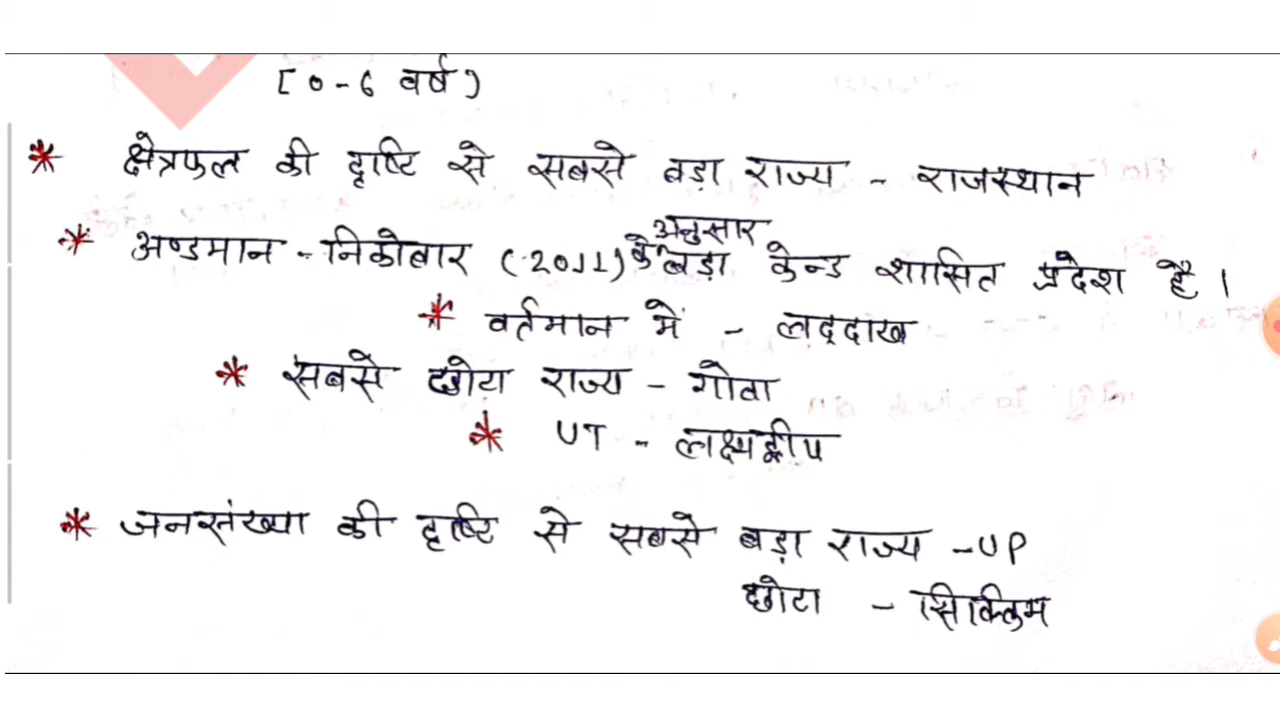 [0-6 वर्ष)
* क्षेत्रफल की दृष्टि से सबसे बड़ा राज्य - राजस्थान
* अण्डमान - निकोबार (2011) के अनुसार बड़ा केन्द्र शासित प्रदेश है।
* वर्तमान में - लद्दाख
* सबसे छोटा राज्य - गोवा
* UT - लक्ष्यद्वीप
* जनसंख्या की दृष्टि से सबसे बड़ा राज्य - UP
छोटा - सिक्किम